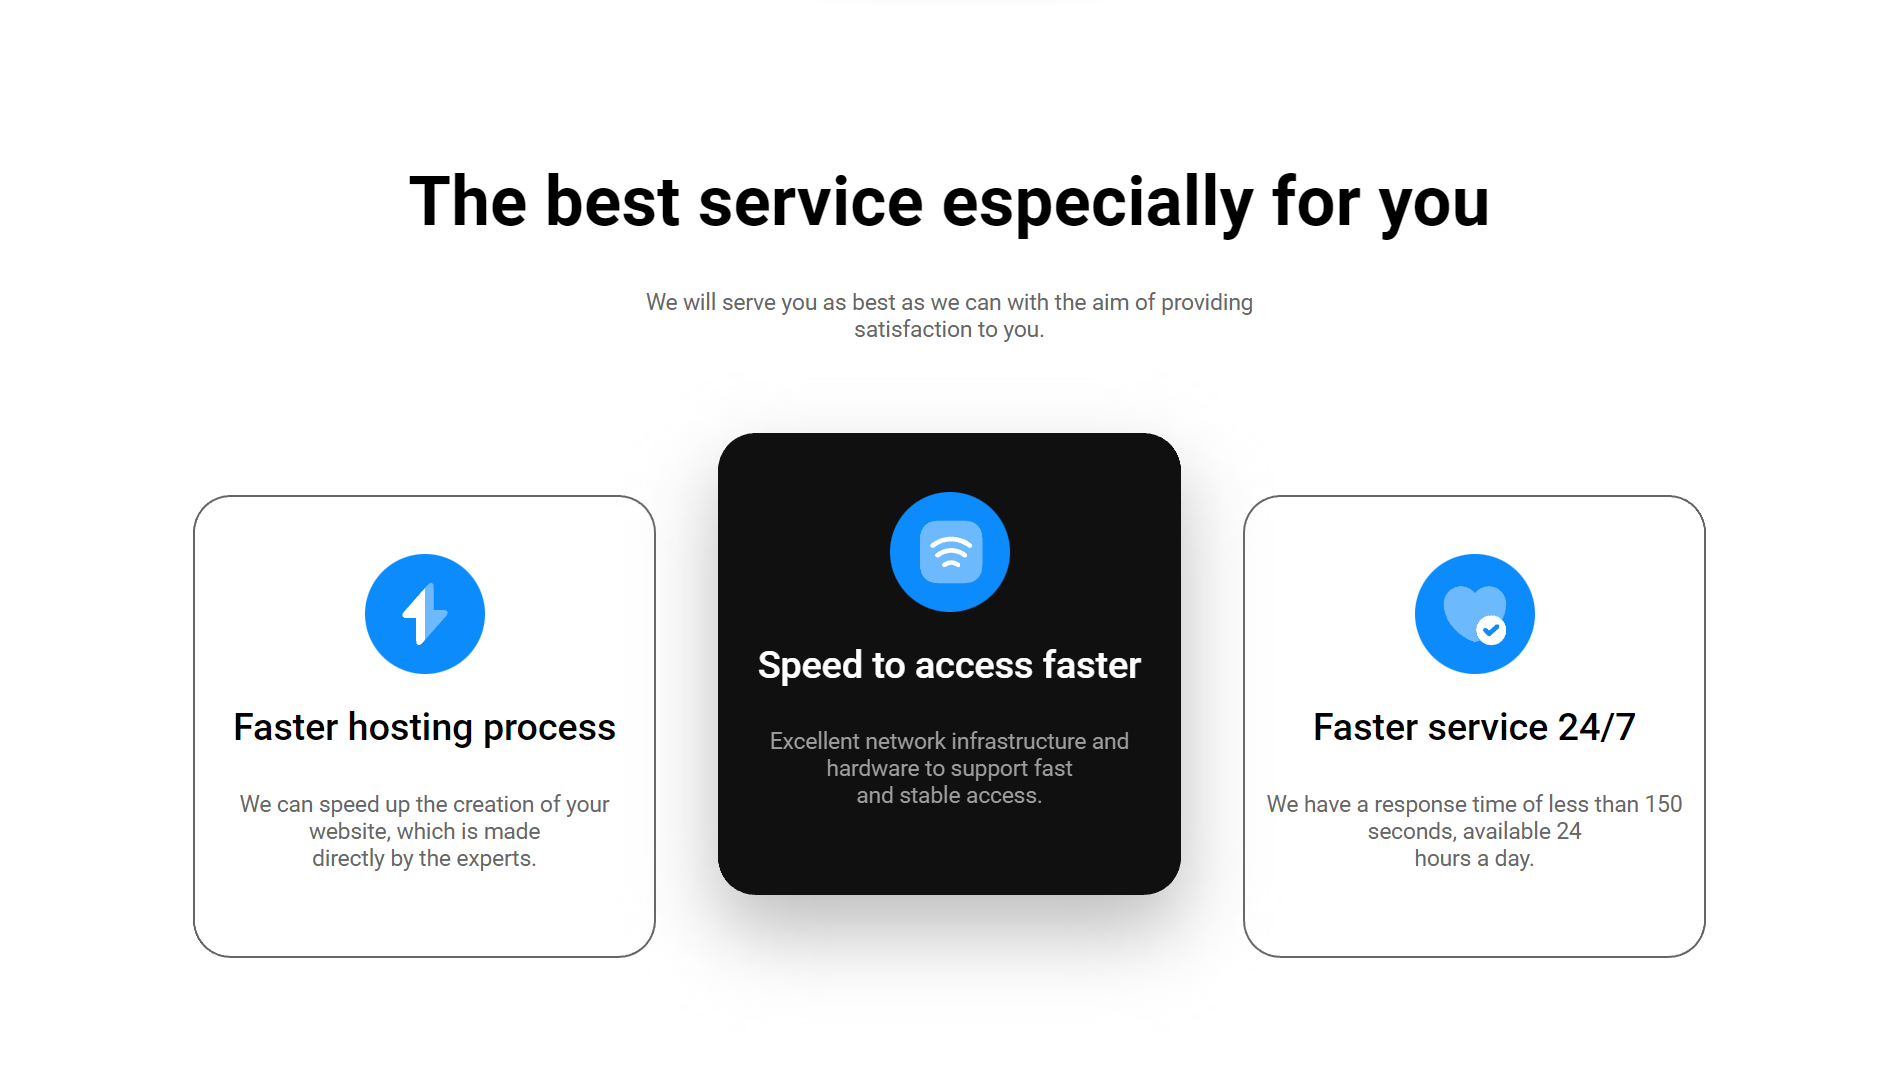 The best service especially for you
We will serve you as best as we can with the aim of providing
satisfaction to you.
Faster hosting process
We can speed up the creation of your
website, which is made
directly by the experts.
Speed to access faster
Excellent network infrastructure and
hardware to support fast
and stable access.
Faster service 24/7
We have a response time of less than 150
seconds, available 24
hours a day.